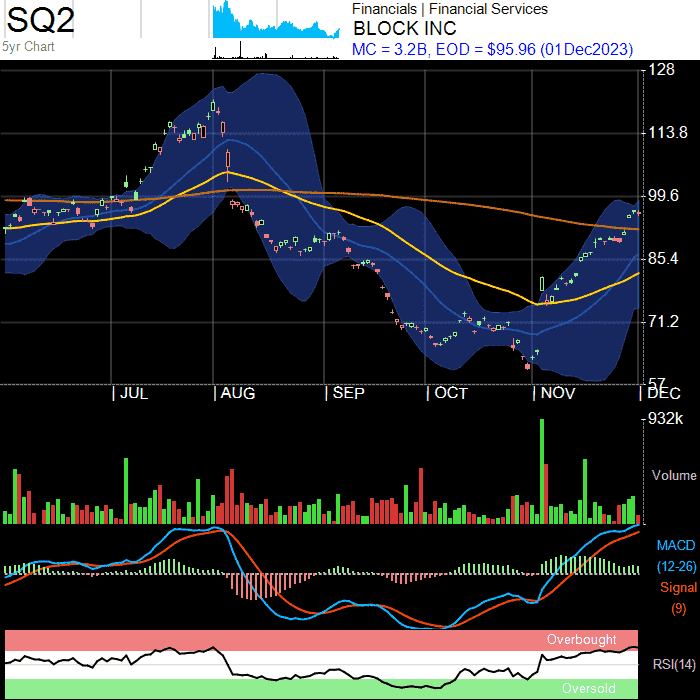 SQ2
5yr Chart
Financials | Financial Services
BLOCK INC
MC = 3.2B, EOD = $95.96 (01Dec2023)
128
113.8
99.6
85.4
71.2
57
JUL
AUG
SEP
OCT
NOV
DEC
932k
Volume
MACD
(12-26)
Signal
(9)
Overbought
RSI(14)
Oversold